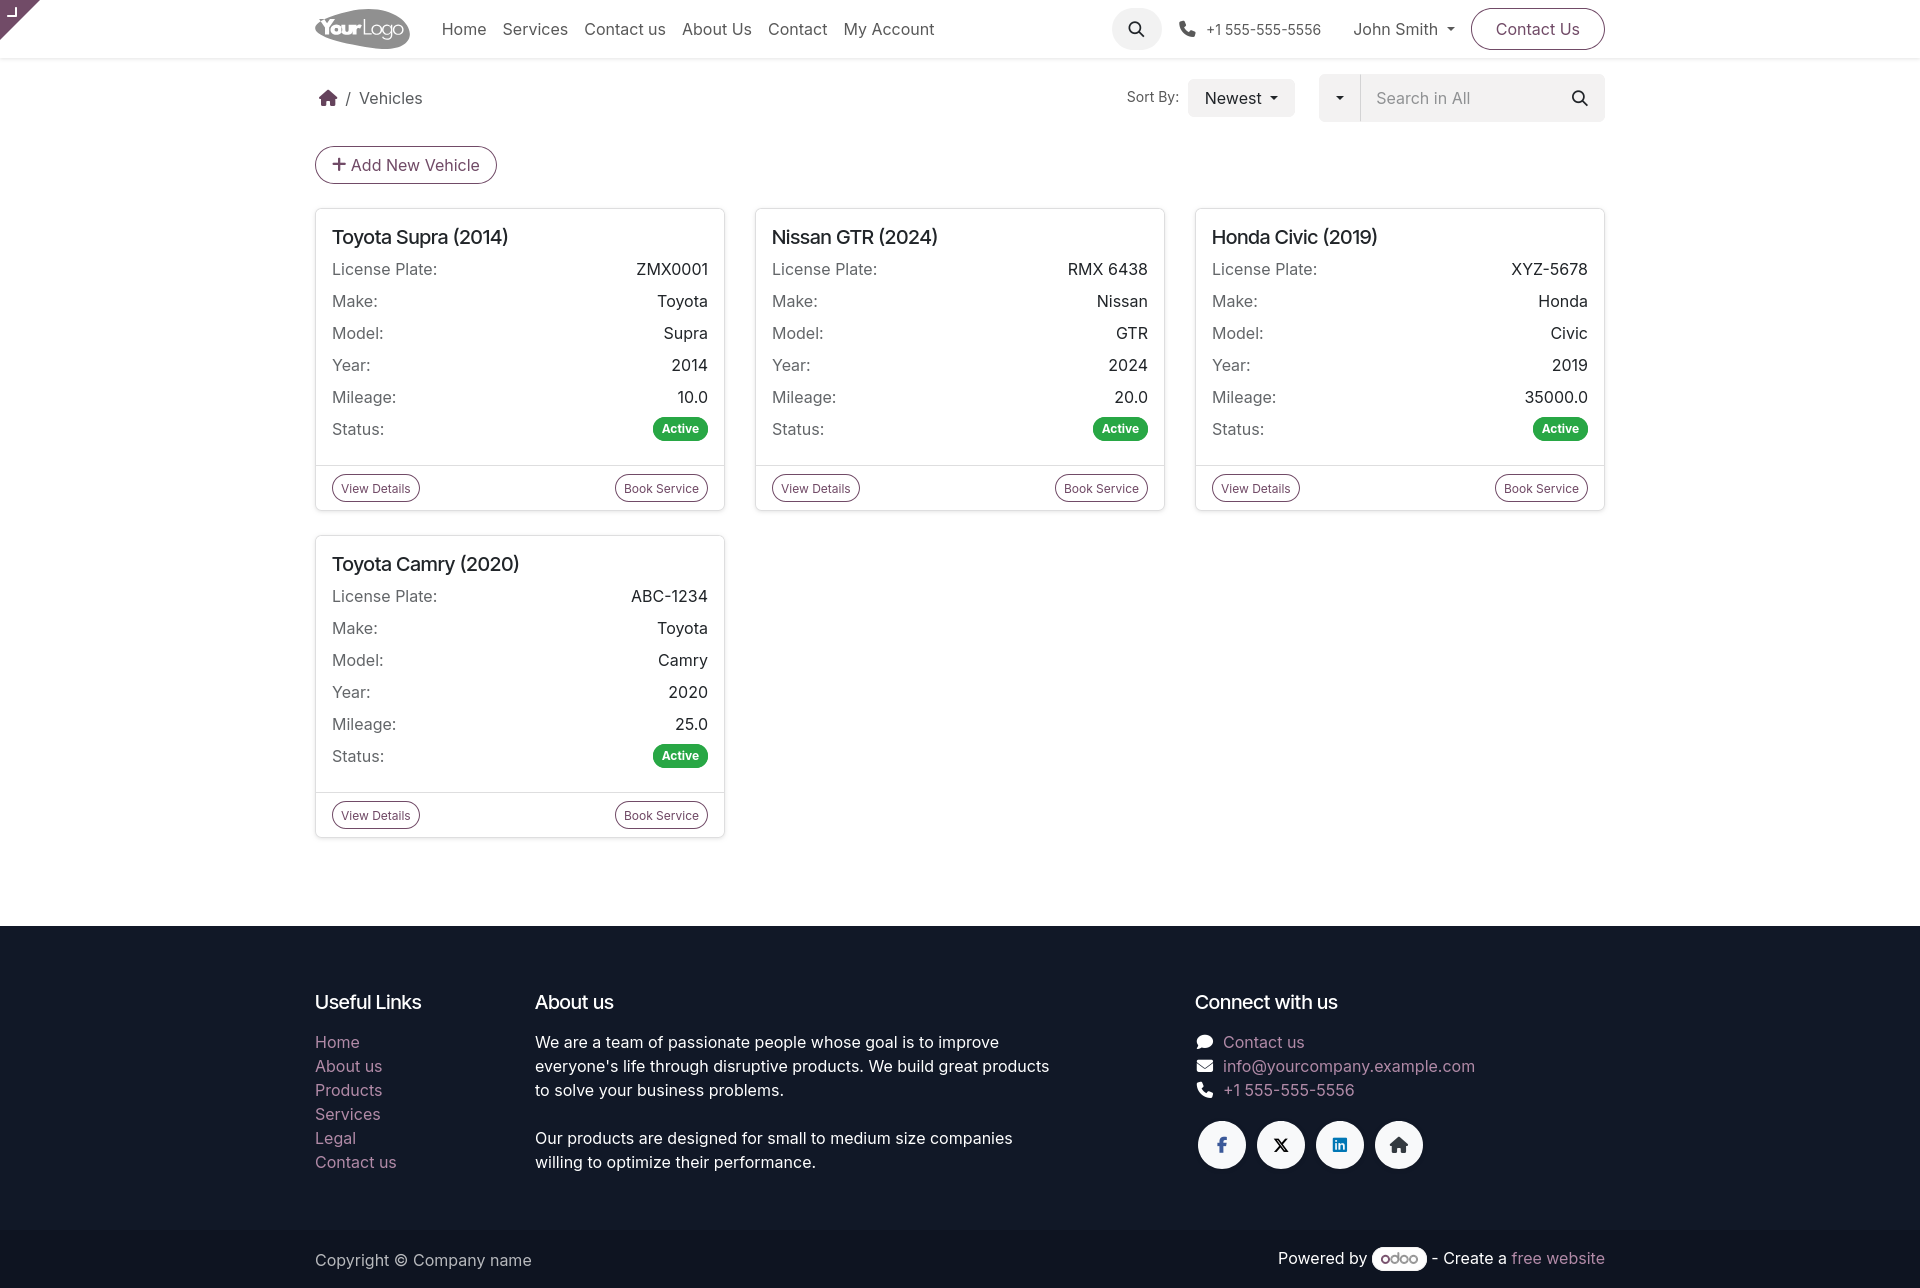 YourLogo Home Services Contact us About Us Contact My Account +1 555-555-5556 John Smith Contact Us
/ Vehicles Sort By: Newest Search in All
Add New Vehicle
Toyota Supra (2014)
License Plate: ZMX0001
Make: Toyota
Model: Supra
Year: 2014
Mileage: 10.0
Status: Active
View Details Book Service
Nissan GTR (2024)
License Plate: RMX 6438
Make: Nissan
Model: GTR
Year: 2024
Mileage: 20.0
Status: Active
View Details Book Service
Honda Civic (2019)
License Plate: XYZ-5678
Make: Honda
Model: Civic
Year: 2019
Mileage: 35000.0
Status: Active
View Details Book Service
Toyota Camry (2020)
License Plate: ABC-1234
Make: Toyota
Model: Camry
Year: 2020
Mileage: 25.0
Status: Active
View Details Book Service
Useful Links
Home
About us
Products
Services
Legal
Contact us
About us
We are a team of passionate people whose goal is to improve
everyone's life through disruptive products. We build great products
to solve your business problems.
Our products are designed for small to medium size companies
willing to optimize their performance.
Connect with us
Contact us
info@yourcompany.example.com
+1 555-555-5556
Copyright © Company name
Powered by odoo - Create a free website